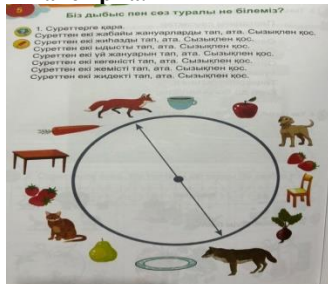 5
Біз дыбыс пен сөз туралы не білеміз?
1. Суреттерге қара.
Суреттен екі жабайы жануарларды тап, ата. Сызықпен қос.
Суреттен екі жиһазды тап, ата. Сызықпен қос.
Суреттен екі ыдысты тап, ата. Сызықпен қос.
Суреттен екі үй жануарын тап, ата. Сызықпен қос.
Суреттен екі көгөністі тап, ата. Сызықпен қос.
Суреттен екі жемісті тап, ата. Сызықпен қос.
Суреттен екі жидекті тап, ата. Сызықпен қос.